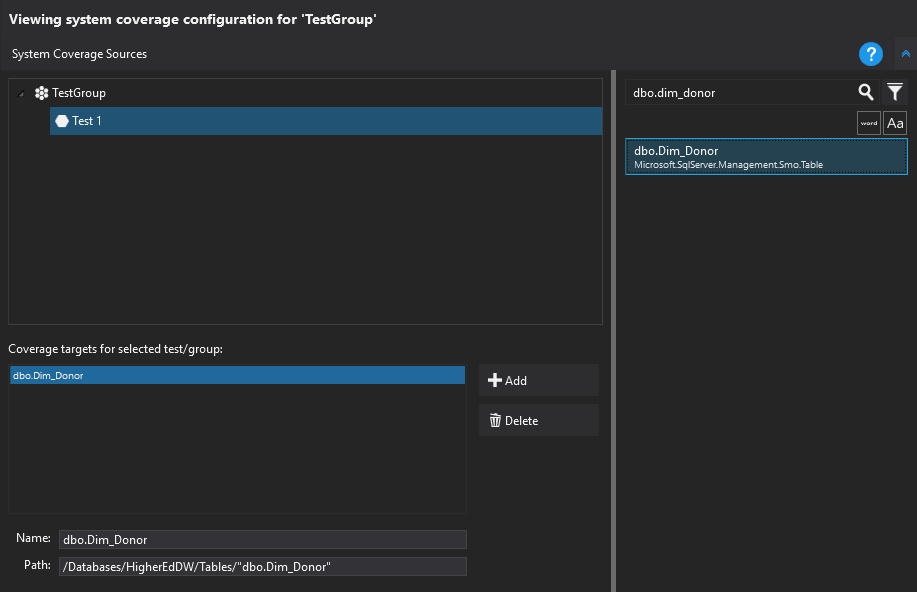 Viewing system coverage configuration for 'TestGroup'
System Coverage Sources
?
TestGroup
Test 1
Coverage targets for selected test/group:
dbo.Dim_Donor
Add
Delete
Name: dbo.Dim_Donor
Path: /Databases/HigherEdDW/Tables/"dbo.Dim_Donor"
dbo.dim_donor
word Aa
dbo.Dim_Donor
Microsoft.SqlServer.Management.Smo.Table